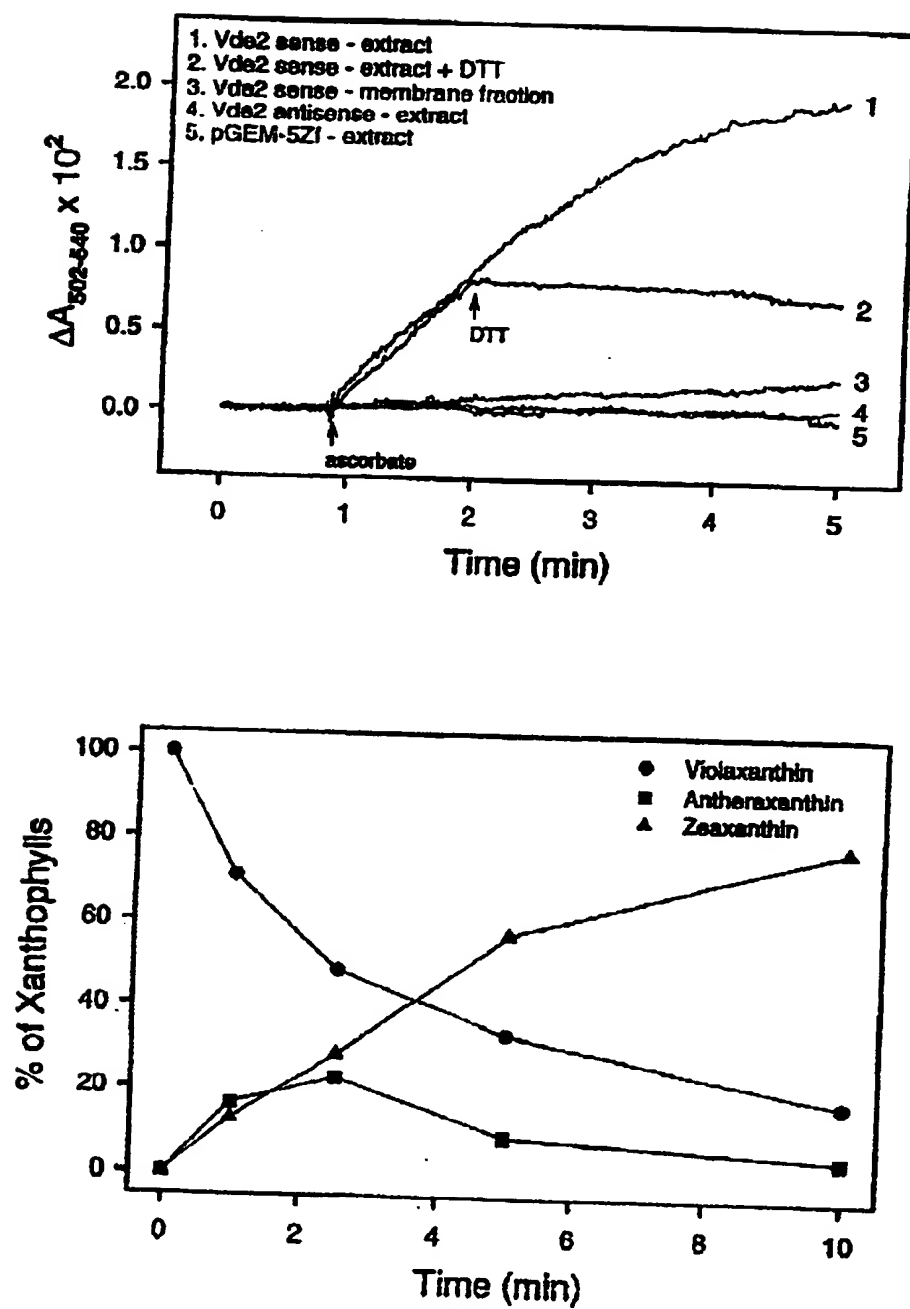 1. Vde2 sense - extract
2. Vde2 sense - extract + DTT
3. Vde2 sense - membrane fraction
4. Vde2 antisense - extract
5. pGEM-5Zf - extract
2.0
1.5
1.0
0.5
0.0
ΔA502-540 x 10²
1
2
3
4
5
DTT
ascorbate
0 1 2 3 4 5
Time (min)
100
80
60
40
20
0
% of Xanthophylls
Violaxanthin
Antheraxanthin
Zeaxanthin
0 2 4 6 8 10
Time (min)